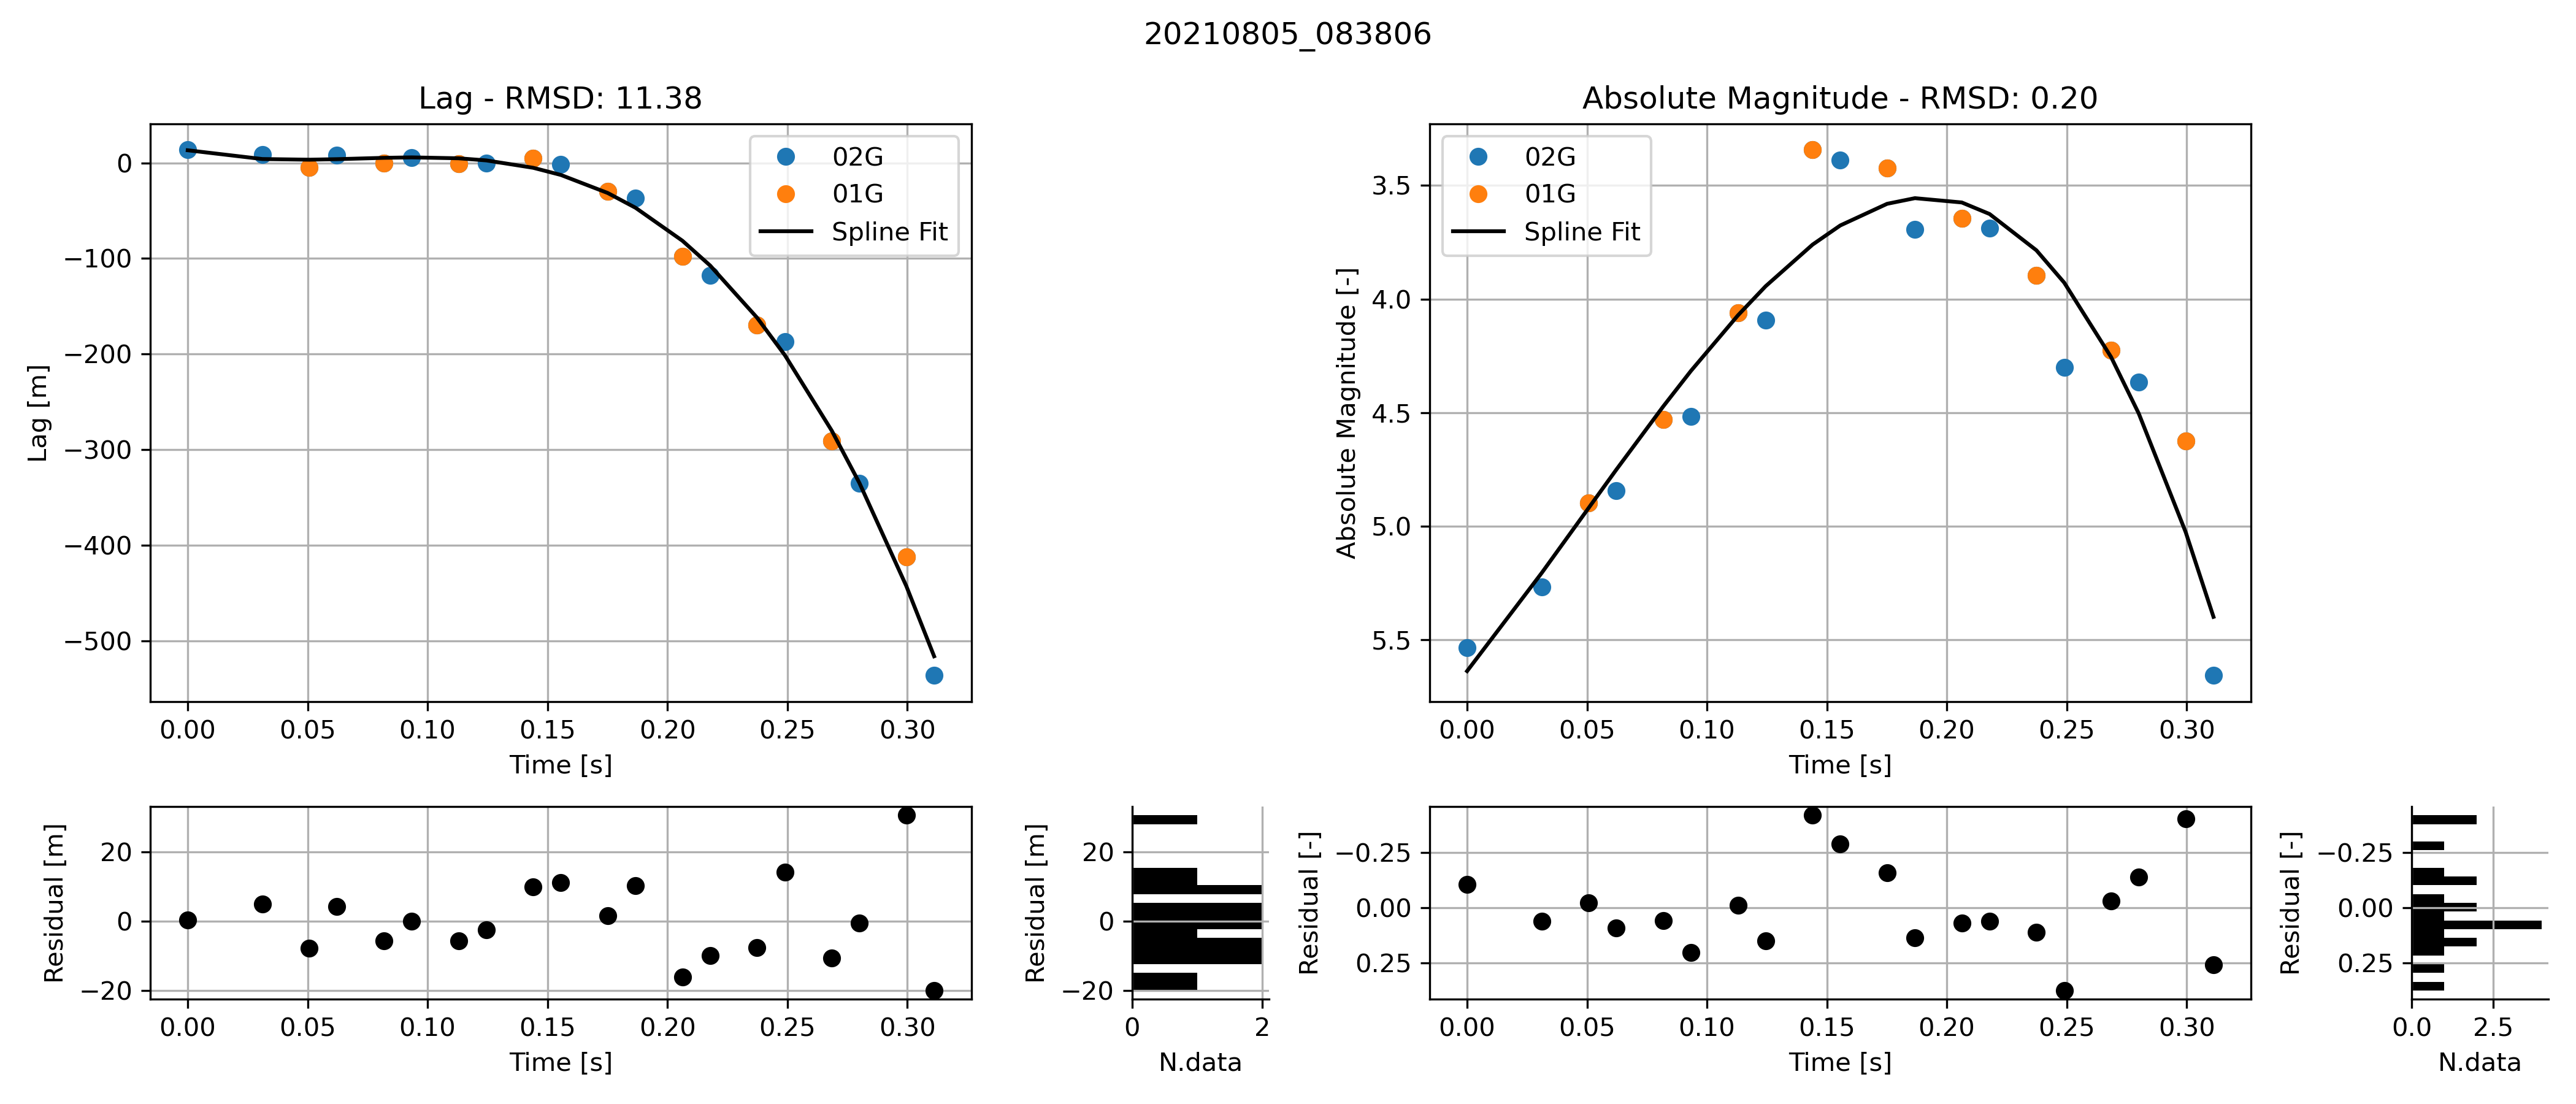 20210805_083806
Lag - RMSD: 11.38
02G
01G
Spline Fit
0
−100
−200
−300
−400
−500
Lag [m]
0.00 0.05 0.10 0.15 0.20 0.25 0.30
Time [s]
Absolute Magnitude - RMSD: 0.20
02G
01G
Spline Fit
3.5
4.0
4.5
5.0
5.5
Absolute Magnitude [-]
0.00 0.05 0.10 0.15 0.20 0.25 0.30
Time [s]
20
0
−20
Residual [m]
0.00 0.05 0.10 0.15 0.20 0.25 0.30
Time [s]
20
0
−20
Residual [m]
0 2
N.data
−0.25
0.00
0.25
Residual [-]
0.00 0.05 0.10 0.15 0.20 0.25 0.30
Time [s]
−0.25
0.00
0.25
Residual [-]
0.0 2.5
N.data